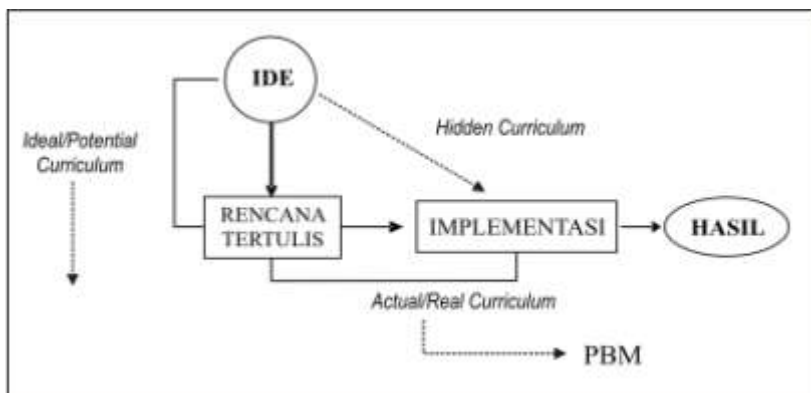 IDE
Hidden Curriculum
Ideal/Potential
Curriculum
RENCANA
TERTULIS
IMPLEMENTASI
HASIL
Actual/Real Curriculum
PBM